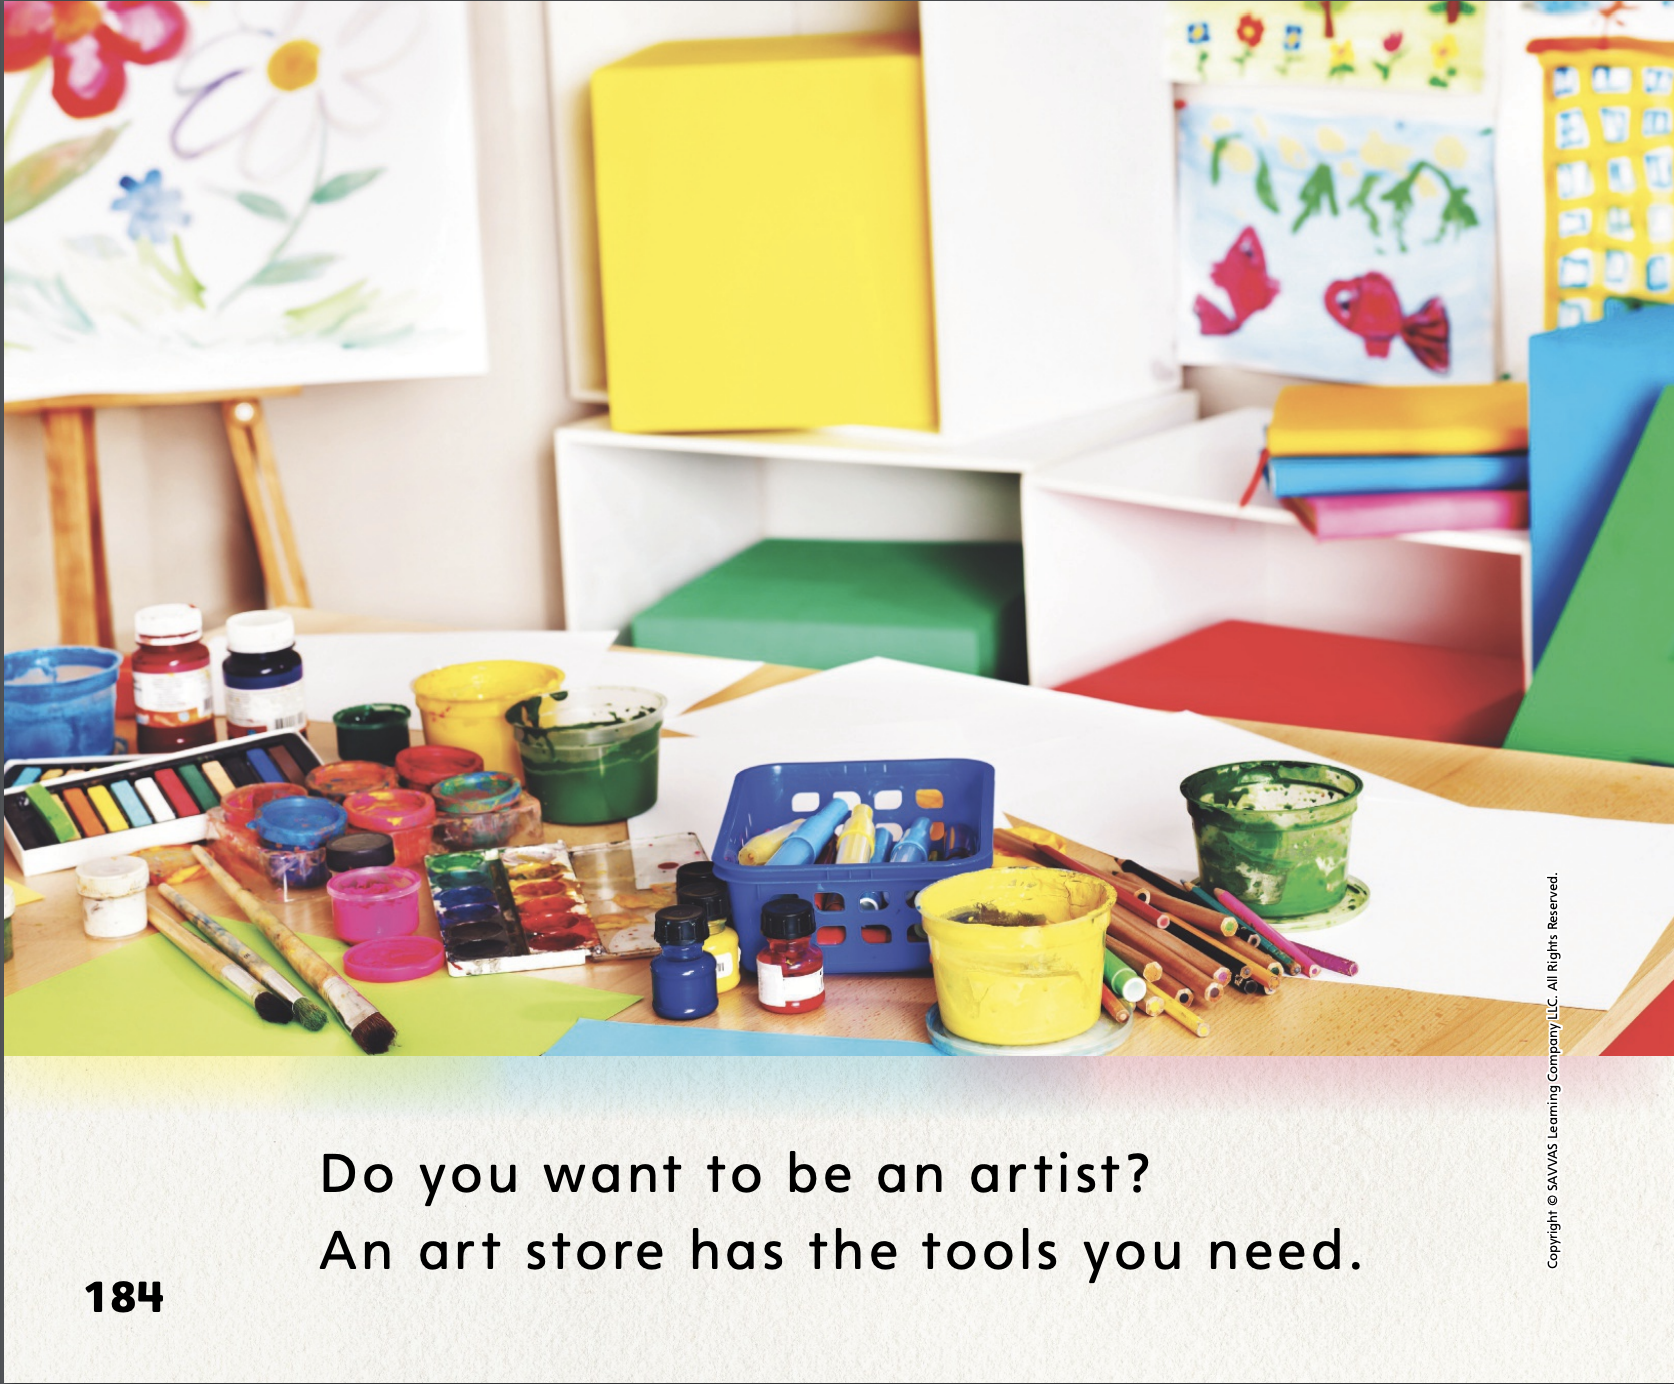 Do you want to be an artist?
An art store has the tools you need.
184
Copyright © SAVVAS Learning Company LLC. All Rights Reserved.